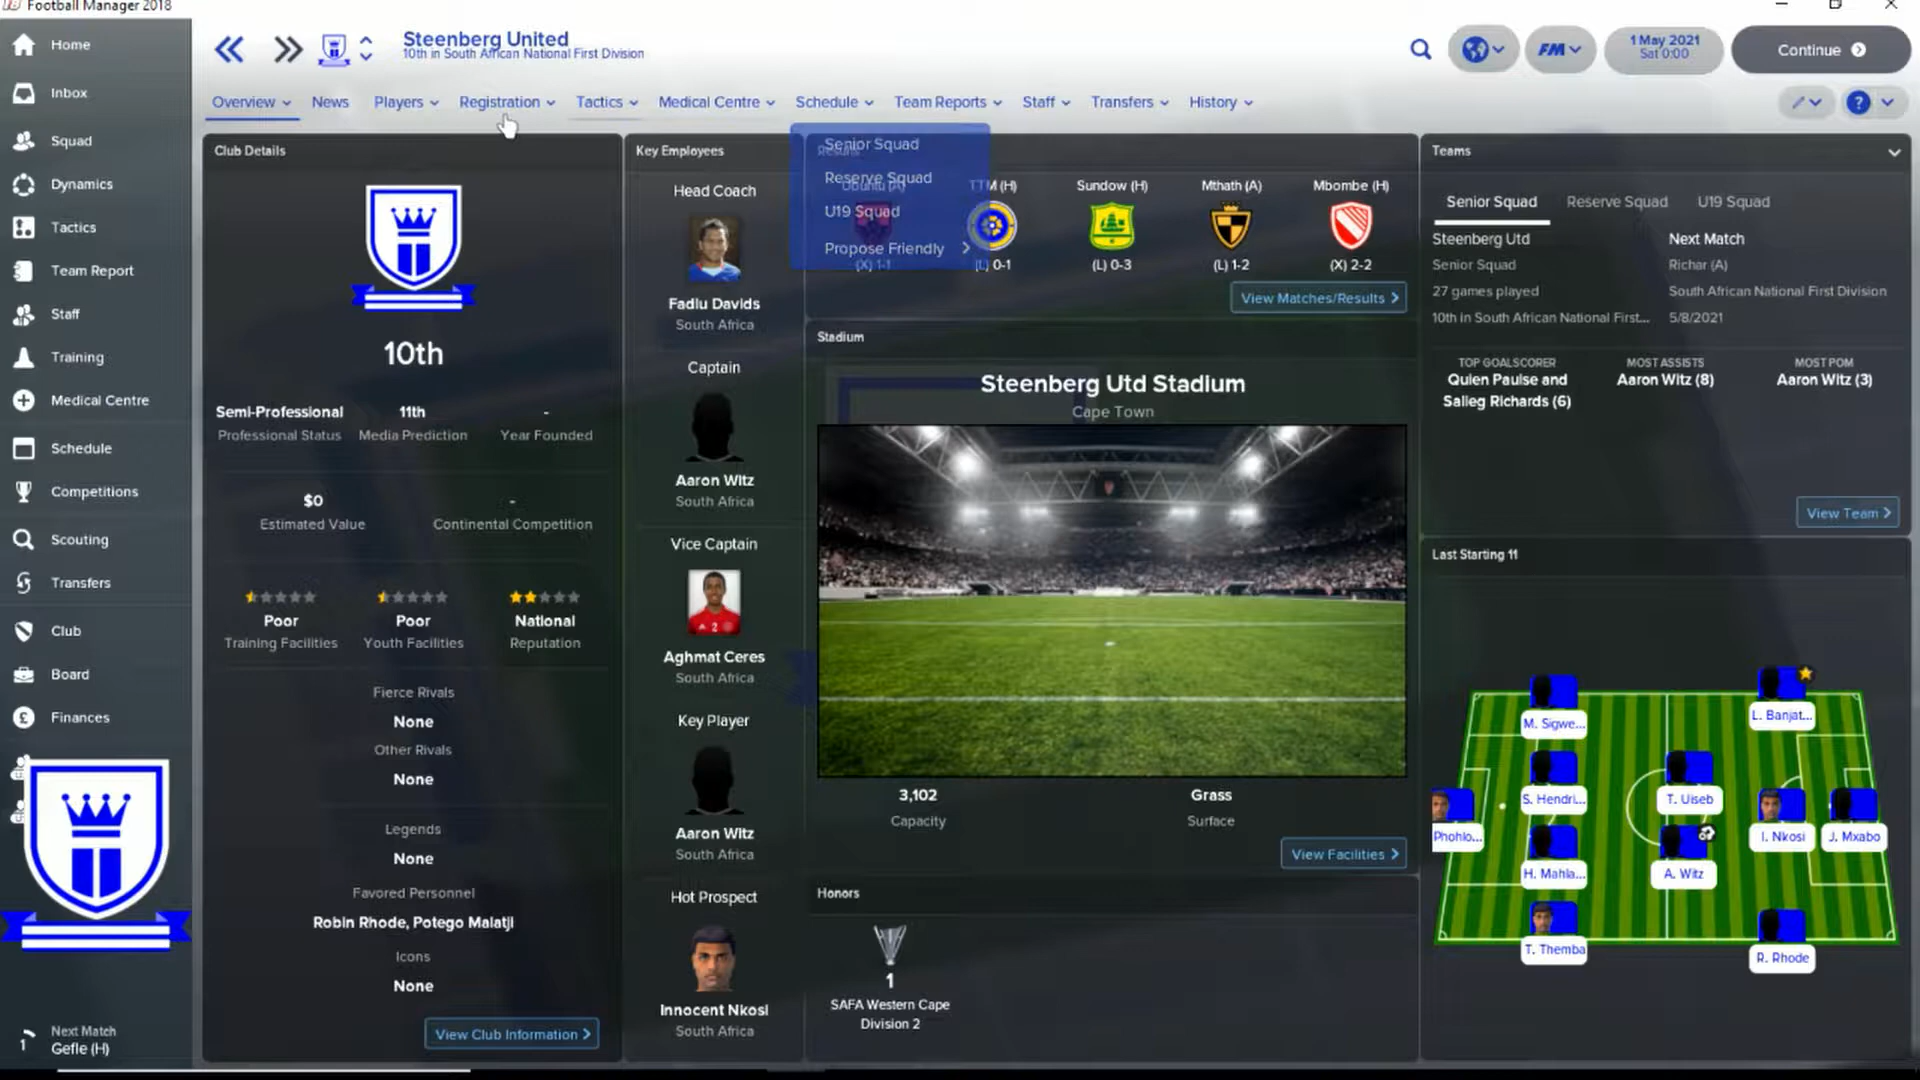 Football Manager 2018
Home
Inbox
Squad
Dynamics
Tactics
Team Report
Staff
Training
Medical Centre
Schedule
Competitions
Scouting
Transfers
Club
Board
Finances
1
Next Match
Gefle (H)
Steenberg United
10th in South African National First Division
FM
1 May 2021
Sat 0:00
Continue
Overview
News
Players
Registration
Tactics
Medical Centre
Schedule
Team Reports
Staff
Transfers
History
?
Senior Squad
Reserve Squad
U19 Squad
Propose Friendly
Club Details
10th
Semi-Professional
Professional Status
11th
Media Prediction
-
Year Founded
$0
Estimated Value
-
Continental Competition
Poor
Training Facilities
Poor
Youth Facilities
National
Reputation
Fierce Rivals
None
Other Rivals
None
Legends
None
Favored Personnel
Robin Rhode, Potego Malatji
Icons
None
View Club Information
Key Employees
Head Coach
Fadlu Davids
South Africa
Captain
Aaron Witz
South Africa
Vice Captain
2
Aghmat Ceres
South Africa
Key Player
Aaron Witz
South Africa
Hot Prospect
Innocent Nkosi
South Africa
Results
Ubuntu (A)
(X) 1-1
TTM (H)
(L) 0-1
Sundow (H)
(L) 0-3
Mthath (A)
(L) 1-2
Mbombe (H)
(X) 2-2
View Matches/Results
Stadium
Steenberg Utd Stadium
Cape Town
3,102
Capacity
Grass
Surface
View Facilities
Honors
1
SAFA Western Cape
Division 2
Teams
Senior Squad
Reserve Squad
U19 Squad
Steenberg Utd
Senior Squad
27 games played
10th in South African National First...
Next Match
Richar (A)
South African National First Division
5/8/2021
TOP GOALSCORER
Quien Paulse and
Salleg Richards (6)
MOST ASSISTS
Aaron Witz (8)
MOST POM
Aaron Witz (3)
View Team
Last Starting 11
M. Sigwe...
L. Banjat...
S. Hendri...
T. Uiseb
Phohlo...
I. Nkosi
J. Mxabo
H. Mahla...
A. Witz
T. Themba
R. Rhode